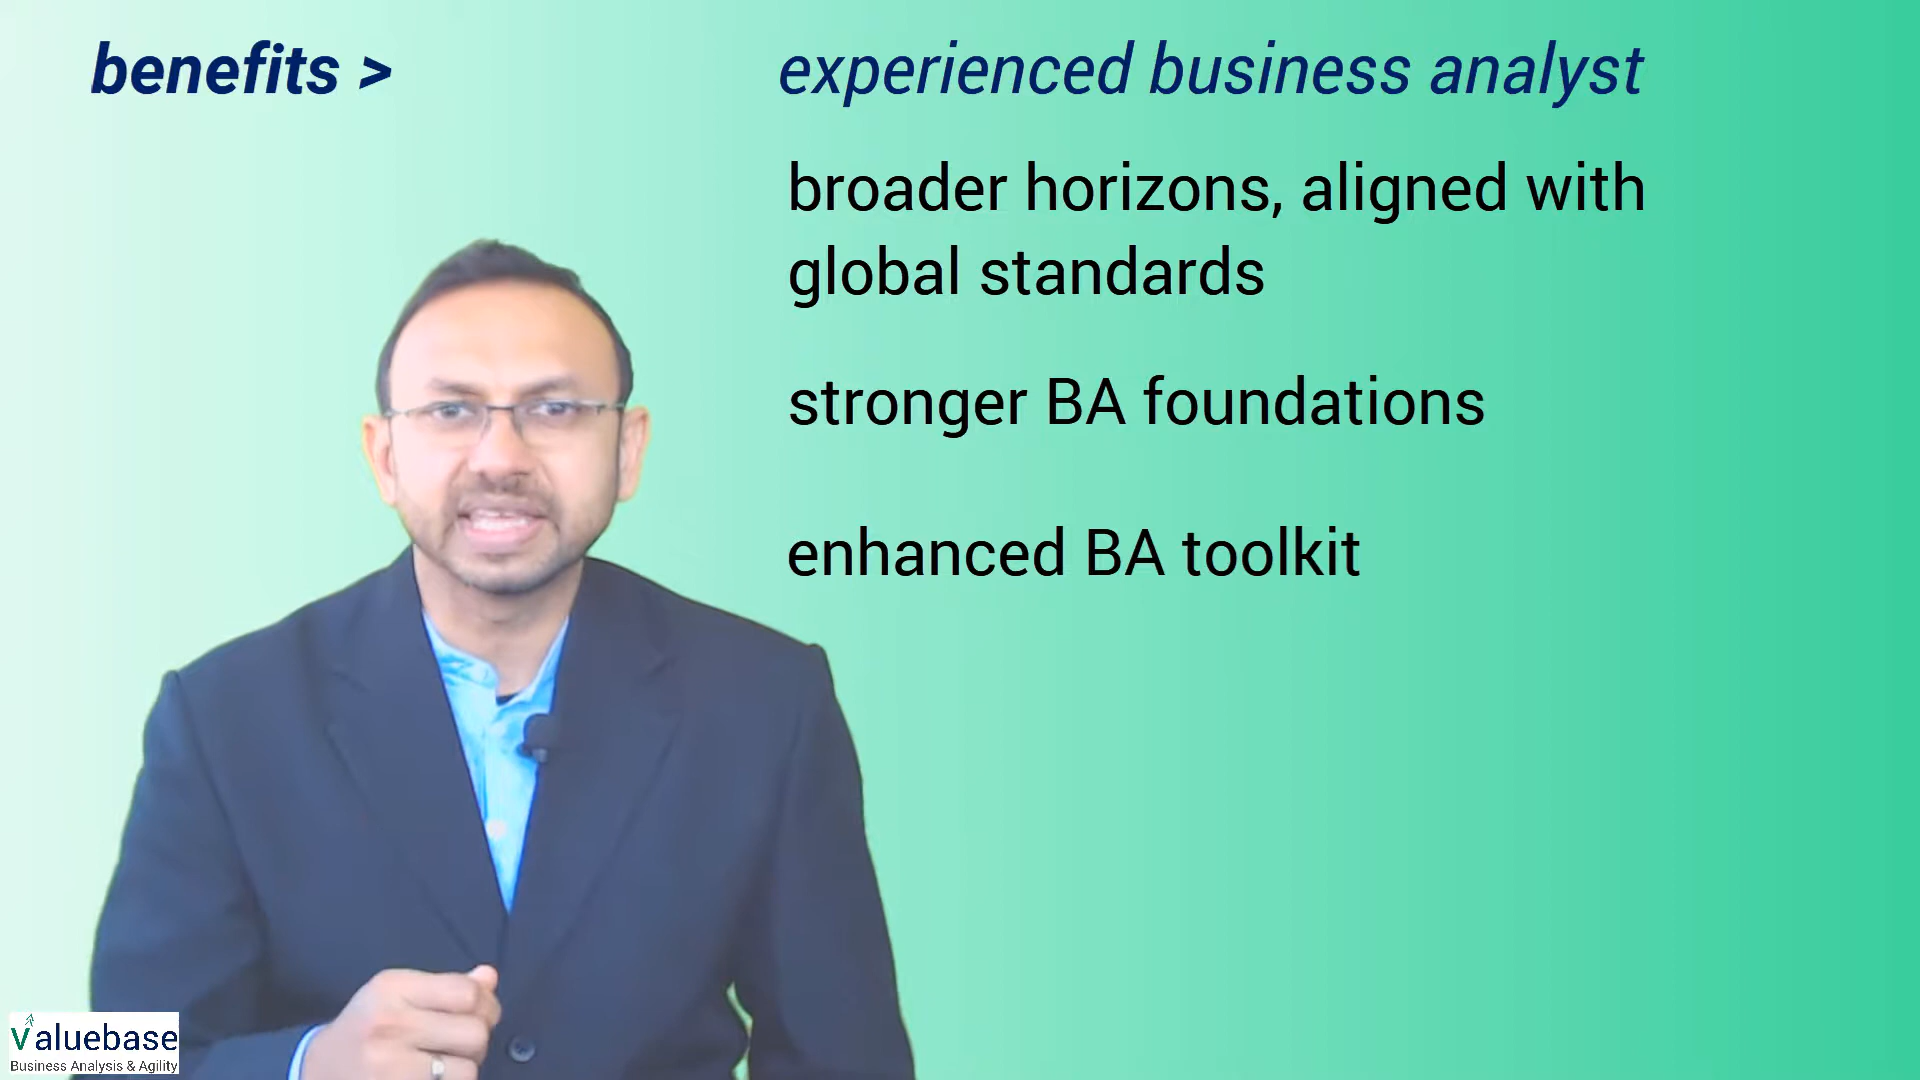 benefits >
experienced business analyst
broader horizons, aligned with
global standards
stronger BA foundations
enhanced BA toolkit
Valuebase
Business Analysis & Agility